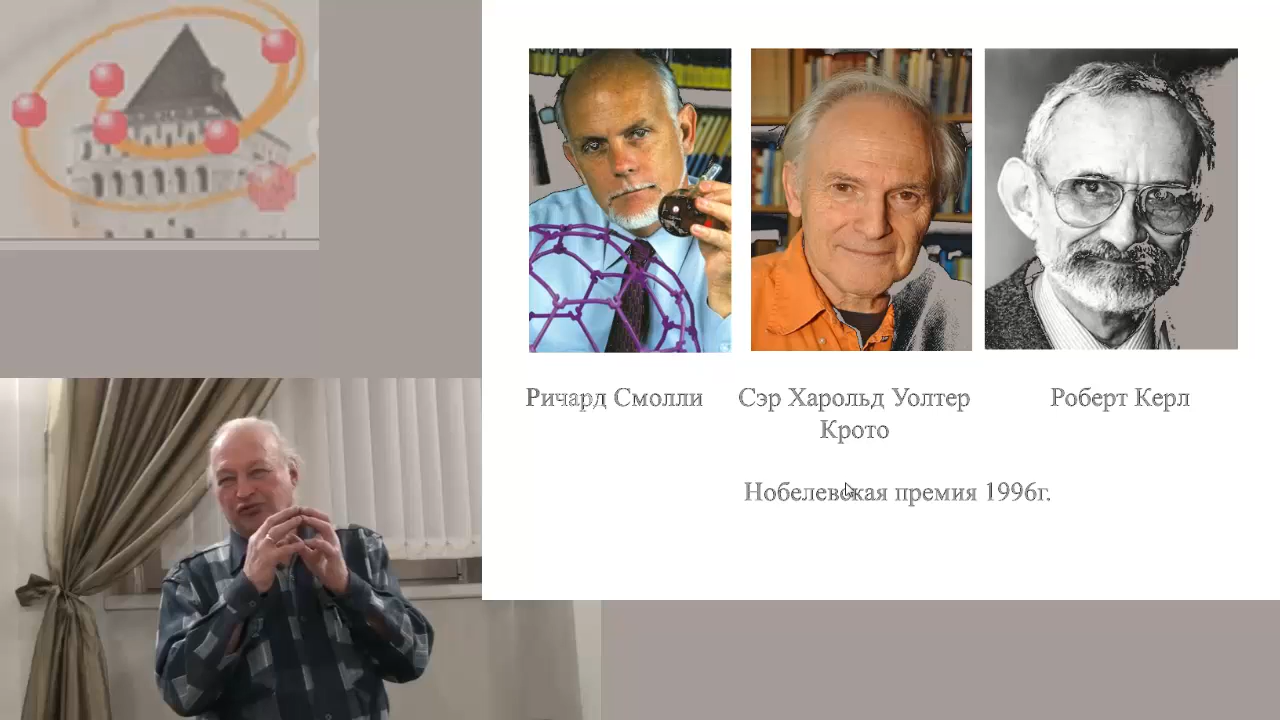 Ричард Смолли
Сэр Харольд Уолтер
Крото
Роберт Керл
Нобелевская премия 1996г.